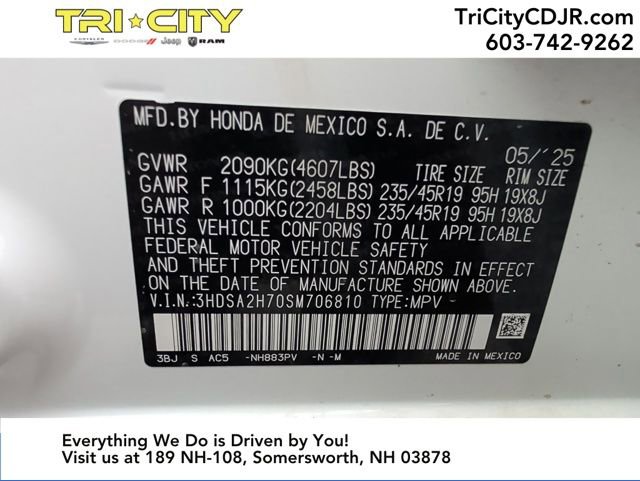 TRI-CITY
CHRYSLER DODGE Jeep RAM
TriCityCDJR.com
603-742-9262
MFD.BY HONDA DE MEXICO S.A. DE C.V.
05/'25
GVWR 2090KG(4607LBS) TIRE SIZE RIM SIZE
GAWR F 1115KG(2458LBS) 235/45R19 95H 19X8J
GAWR R 1000KG(2204LBS) 235/45R19 95H 19X8J
THIS VEHICLE CONFORMS TO ALL APPLICABLE
FEDERAL MOTOR VEHICLE SAFETY
AND THEFT PREVENTION STANDARDS IN EFFECT
ON THE DATE OF MANUFACTURE SHOWN ABOVE.
V.I.N.:3HDSA2H70SM706810 TYPE:MPV
3BJ S AC5 -NH883PV -N -M MADE IN MEXICO
Everything We Do is Driven by You!
Visit us at 189 NH-108, Somersworth, NH 03878